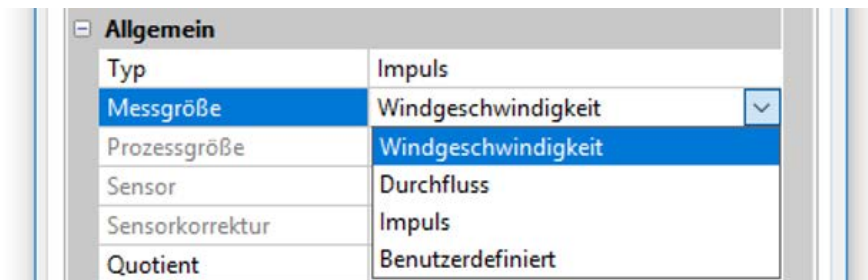 Allgemein
Typ Impuls
Messgröße Windgeschwindigkeit
Prozessgröße Windgeschwindigkeit
Sensor Durchfluss
Sensorkorrektur Impuls
Quotient Benutzerdefiniert